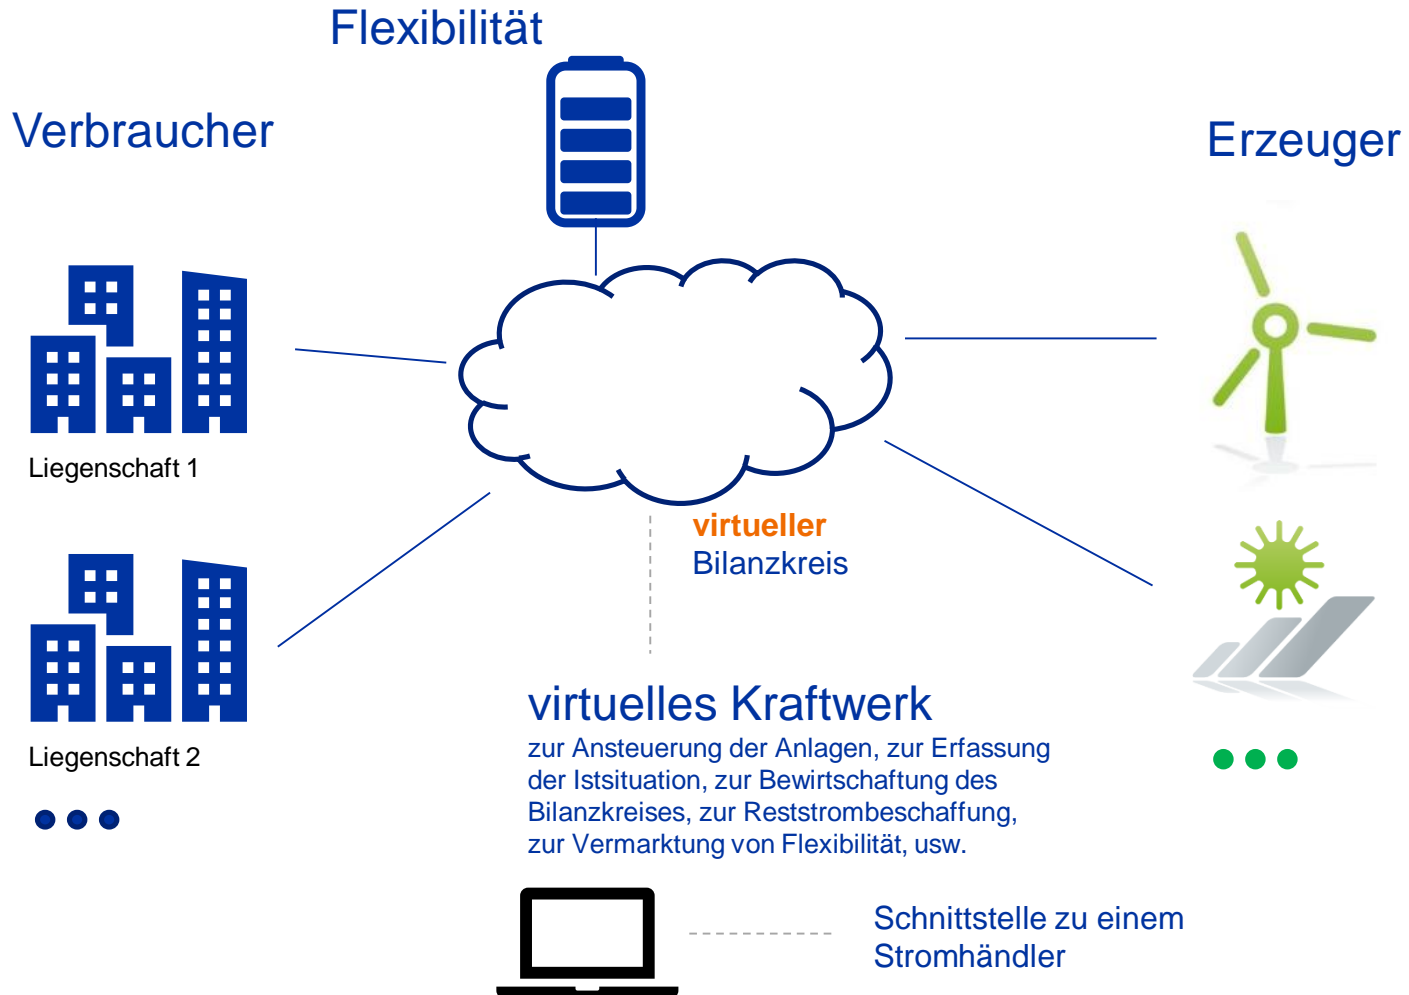 Flexibilität
Verbraucher
Erzeuger
Liegenschaft 1
virtueller
Bilanzkreis
Liegenschaft 2
virtuelles Kraftwerk
zur Ansteuerung der Anlagen, zur Erfassung
der Istsituation, zur Bewirtschaftung des
Bilanzkreises, zur Reststrombeschaffung,
zur Vermarktung von Flexibilität, usw.
Schnittstelle zu einem
Stromhändler